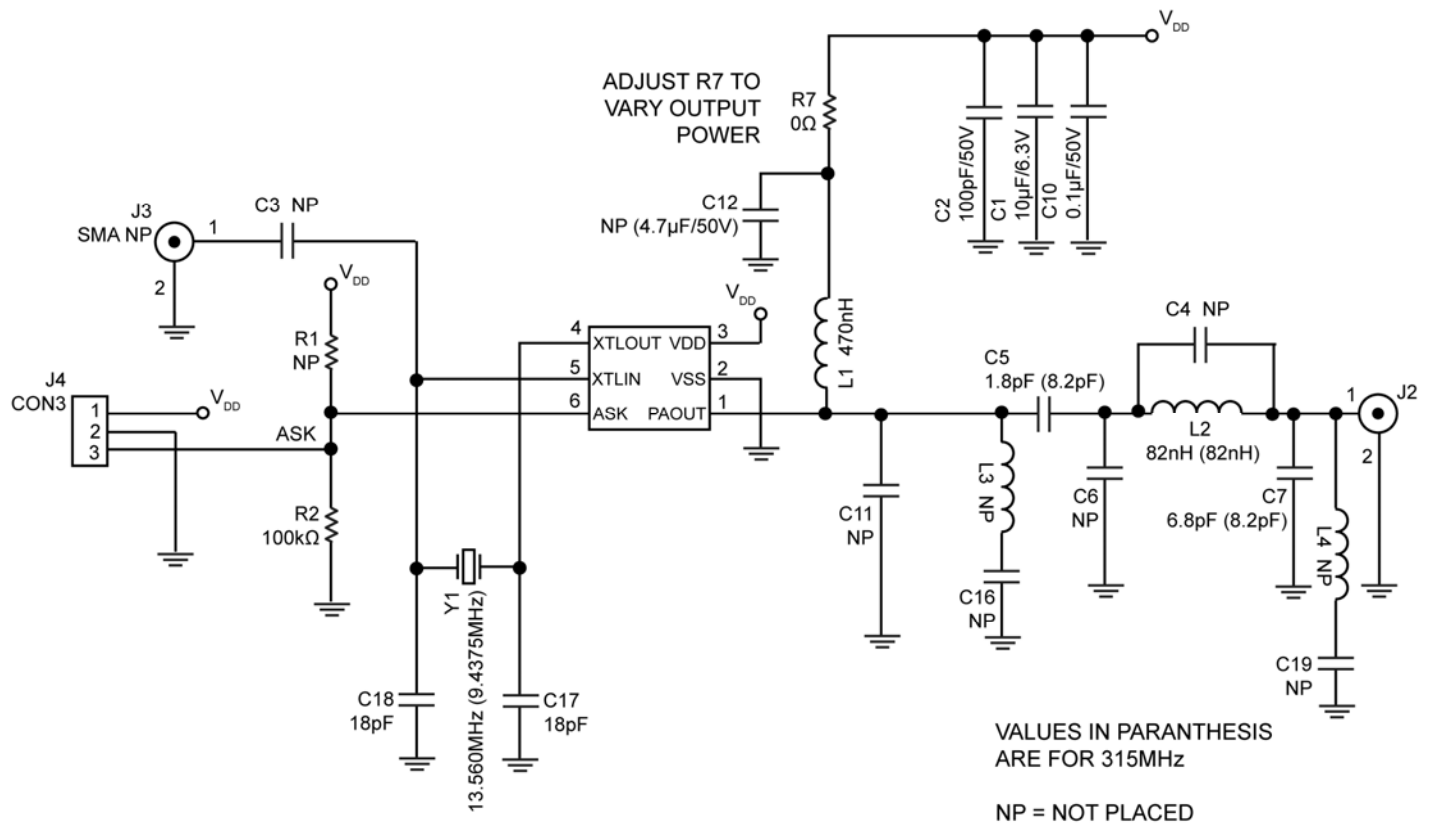 V_DD
ADJUST R7 TO
VARY OUTPUT
POWER
R7
0Ω
C2
100pF/50V
C1
10µF/6.3V
C10
0.1µF/50V
C12
NP (4.7µF/50V)
J3
SMA NP
1
2
C3 NP
V_DD
R1
NP
J4
CON3
1
2
3
V_DD
ASK
R2
100kΩ
4
5
6
XTLOUT VDD
XTLIN VSS
ASK PAOUT
3
2
1
V_DD
L1 470nH
C4 NP
C5
1.8pF (8.2pF)
L2
82nH (82nH)
1
J2
2
C11
NP
L3 NP
C16
NP
C6
NP
C7
6.8pF (8.2pF)
L4 NP
C19
NP
Y1
13.560MHz (9.4375MHz)
C18
18pF
C17
18pF
VALUES IN PARANTHESIS
ARE FOR 315MHz
NP = NOT PLACED